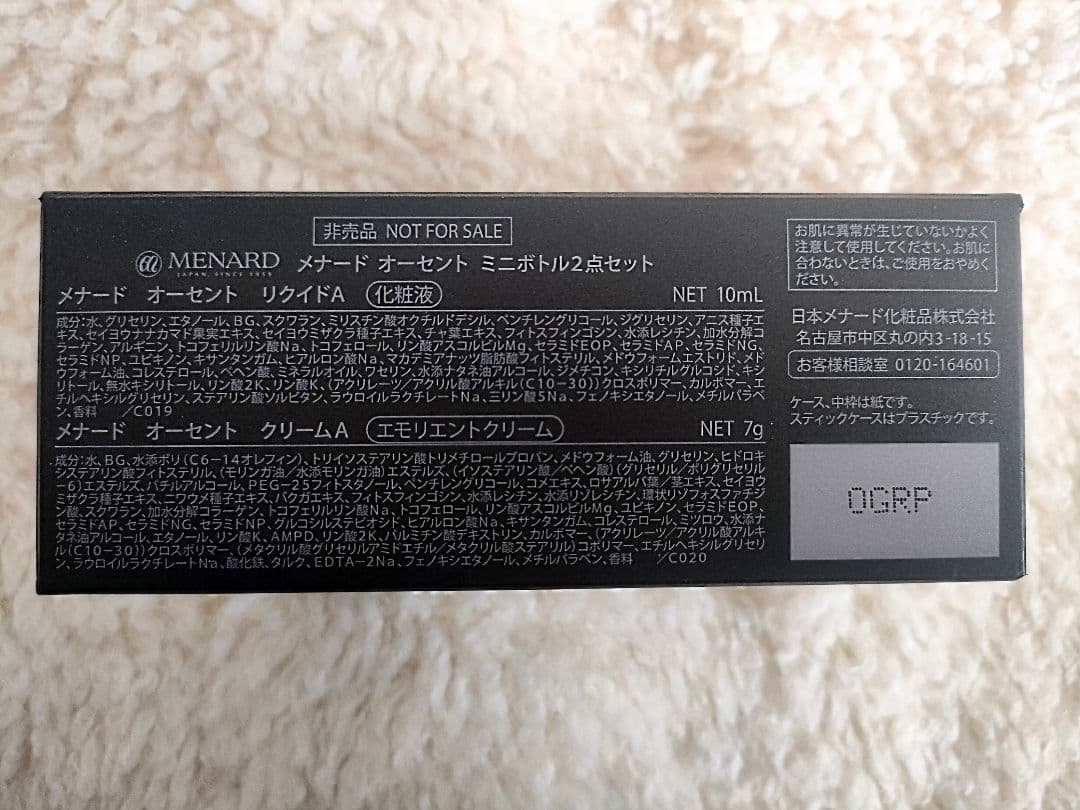 非売品 NOT FOR SALE
MENARD
JAPAN, SINCE 1959
メナード オーセント ミニボトル2点セット
メナード オーセント リクイドA 化粧液 NET 10mL
成分:水、グリセリン、エタノール、BG、スクワラン、ミリスチン酸オクチルドデシル、ペンチレングリコール、ジグリセリン、アニス種子エ
キス、セイヨウナナカマド果実エキス、セイヨウミザクラ種子エキス、チャ葉エキス、フィトスフィンゴシン、水添レシチン、加水分解コ
ラーゲン、アルギニン、トコフェリルリン酸Na、トコフェロール、リン酸アスコルビルMg、セラミドEOP、セラミドAP、セラミドNG、
セラミドNP、ユビキノン、キサンタンガム、ヒアルロン酸Na、マカデミアナッツ脂肪酸フィトステリル、メドウフォームエストリド、メド
ウフォーム油、コレステロール、ベヘン酸、ミネラルオイル、ワセリン、水添ナタネ油アルコール、ジメチコン、キシリチルグルコシド、キシ
リトール、無水キシリトール、リン酸2K、リン酸K、(アクリレーツ/アクリル酸アルキル(C10-30))クロスポリマー、カルボマー、エ
チルヘキシルグリセリン、ステアリン酸ソルビタン、ラウロイルラクチレートNa、三リン酸5Na、フェノキシエタノール、メチルパラベ
ン、香料 /C019
メナード オーセント クリームA エモリエントクリーム NET 7g
成分:水、BG、水添ポリ(C6-14オレフィン)、トリイソステアリン酸トリメチロールプロパン、メドウフォーム油、グリセリン、ヒドロキ
システアリン酸フィトステリル、(モリンガ油/水添モリンガ油)エステルズ、(イソステアリン酸/ベヘン酸)(グリセリル/ポリグリセリル
-6)エステルズ、バチルアルコール、PEG-25フィトスタノール、ペンチレングリコール、コメエキス、ロサアルバ葉/茎エキス、セイヨウ
ミザクラ種子エキス、ニワウメ種子エキス、バクガエキス、フィトスフィンゴシン、水添レシチン、水添リゾレシチン、環状リゾフォスファチジ
ン酸、スクワラン、加水分解コラーゲン、トコフェリルリン酸Na、トコフェロール、リン酸アスコルビルMg、ユビキノン、セラミドEOP、
セラミドAP、セラミドNG、セラミドNP、グルコシルステビオシド、ヒアルロン酸Na、キサンタンガム、コレステロール、ミツロウ、水添ナ
タネ油アルコール、エタノール、リン酸K、AMPD、リン酸2K、パルミチン酸デキストリン、カルボマー、(アクリレーツ/アクリル酸アルキ
ル(C10-30))クロスポリマー、(メタクリル酸グリセリルアミドエチル/メタクリル酸ステアリル)コポリマー、エチルヘキシルグリセリ
ン、ラウロイルラクチレートNa、酸化鉄、タルク、EDTA-2Na、フェノキシエタノール、メチルパラベン、香料 /C020
お肌に異常が生じていないかよく
注意して使用してください。お肌に
合わないときは、ご使用をおやめく
ださい。
日本メナード化粧品株式会社
名古屋市中区丸の内3-18-15
お客様相談室 0120-164601
ケース、中枠は紙です。
スティックケースはプラスチックです。
0GRP